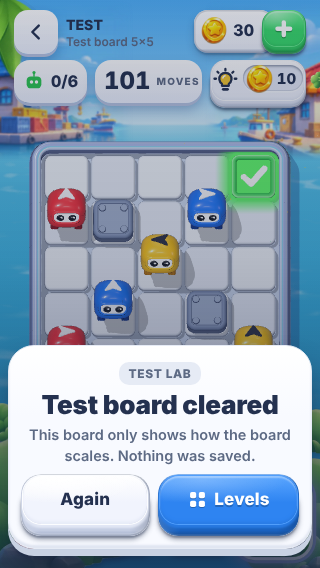 TEST
Test board 5×5
30
0/6
101 MOVES
10
TEST LAB
Test board cleared
This board only shows how the board
scales. Nothing was saved.
Again
Levels